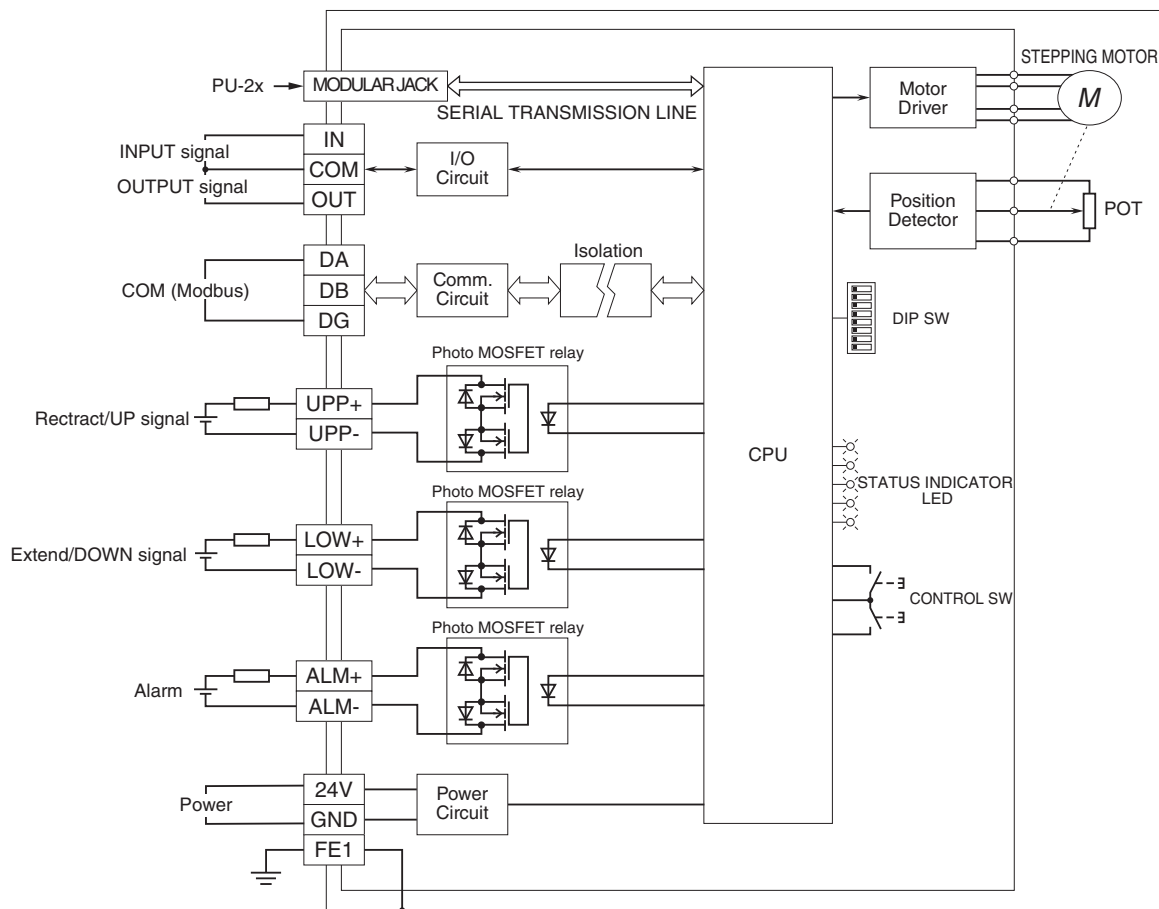 STEPPING MOTOR
PU-2x
MODULAR JACK
SERIAL TRANSMISSION LINE
Motor
Driver
M
INPUT signal
OUTPUT signal
IN
COM
OUT
I/O
Circuit
Position
Detector
POT
COM (Modbus)
DA
DB
DG
Comm.
Circuit
Isolation
DIP SW
Photo MOSFET relay
Rectract/UP signal
UPP+
UPP-
CPU
STATUS INDICATOR
LED
Photo MOSFET relay
Extend/DOWN signal
LOW+
LOW-
CONTROL SW
Photo MOSFET relay
Alarm
ALM+
ALM-
Power
24V
GND
FE1
Power
Circuit